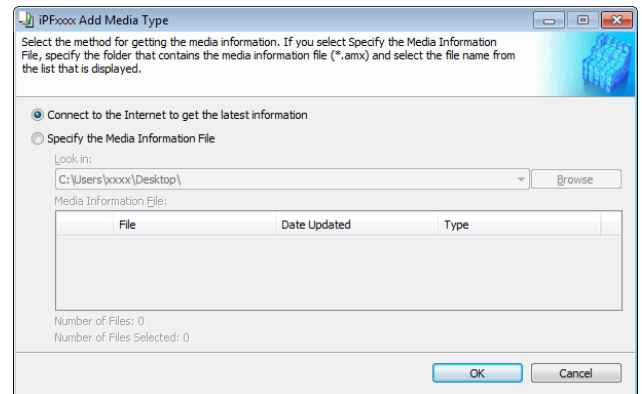 iPFxxxx Add Media Type
Select the method for getting the media information. If you select Specify the Media Information
File, specify the folder that contains the media information file (*.amx) and select the file name from
the list that is displayed.
Connect to the Internet to get the latest information
Specify the Media Information File
Look in:
C:\Users\xxxx\Desktop\
Browse
Media Information File:
File Date Updated Type
Number of Files: 0
Number of Files Selected: 0
OK Cancel